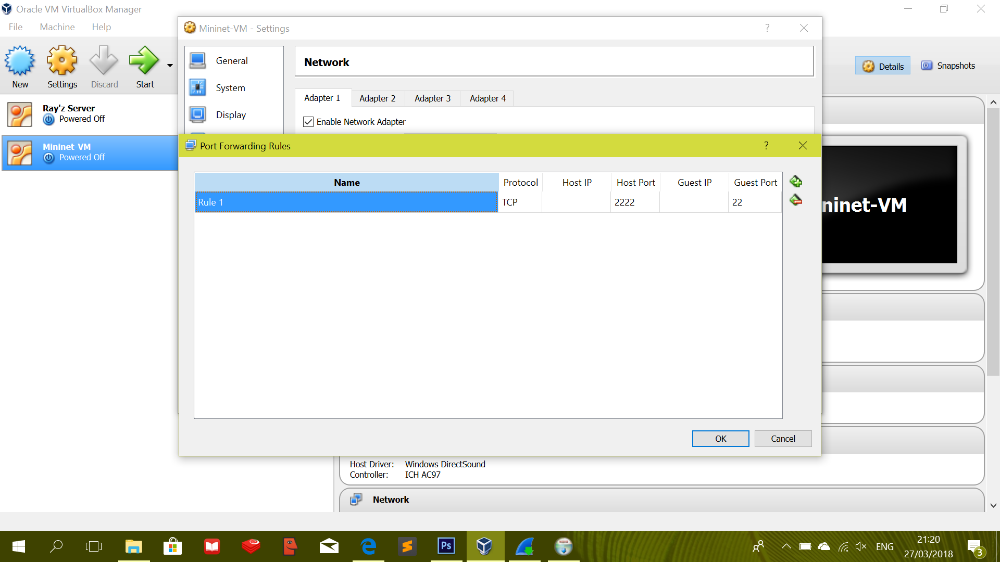 Oracle VM VirtualBox Manager
File Machine Help
New Settings Discard Start
Ray'z Server
Powered Off
Mininet-VM
Powered Off
Mininet-VM - Settings
?
General
System
Display
Network
Adapter 1 Adapter 2 Adapter 3 Adapter 4
Enable Network Adapter
Details Snapshots
Port Forwarding Rules
?
Name Protocol Host IP Host Port Guest IP Guest Port
Rule 1 TCP 2222 22
OK Cancel
ninet-VM
Host Driver: Windows DirectSound
Controller: ICH AC97
Network
Ps
ENG
21:20
27/03/2018
3